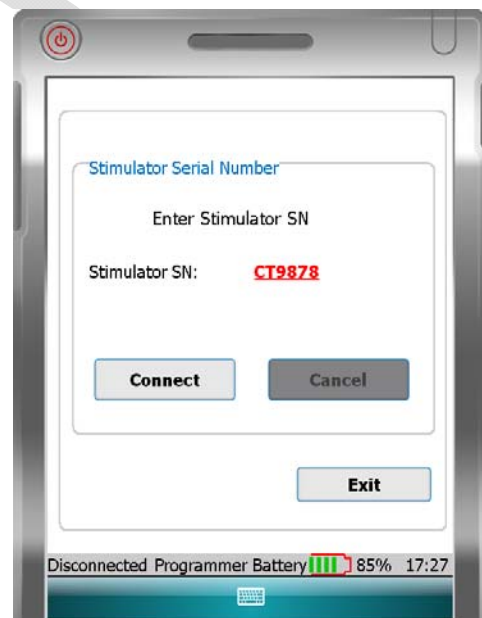 Stimulator Serial Number
Enter Stimulator SN
Stimulator SN: CT9878
Connect Cancel
Exit
Disconnected Programmer Battery 85% 17:27